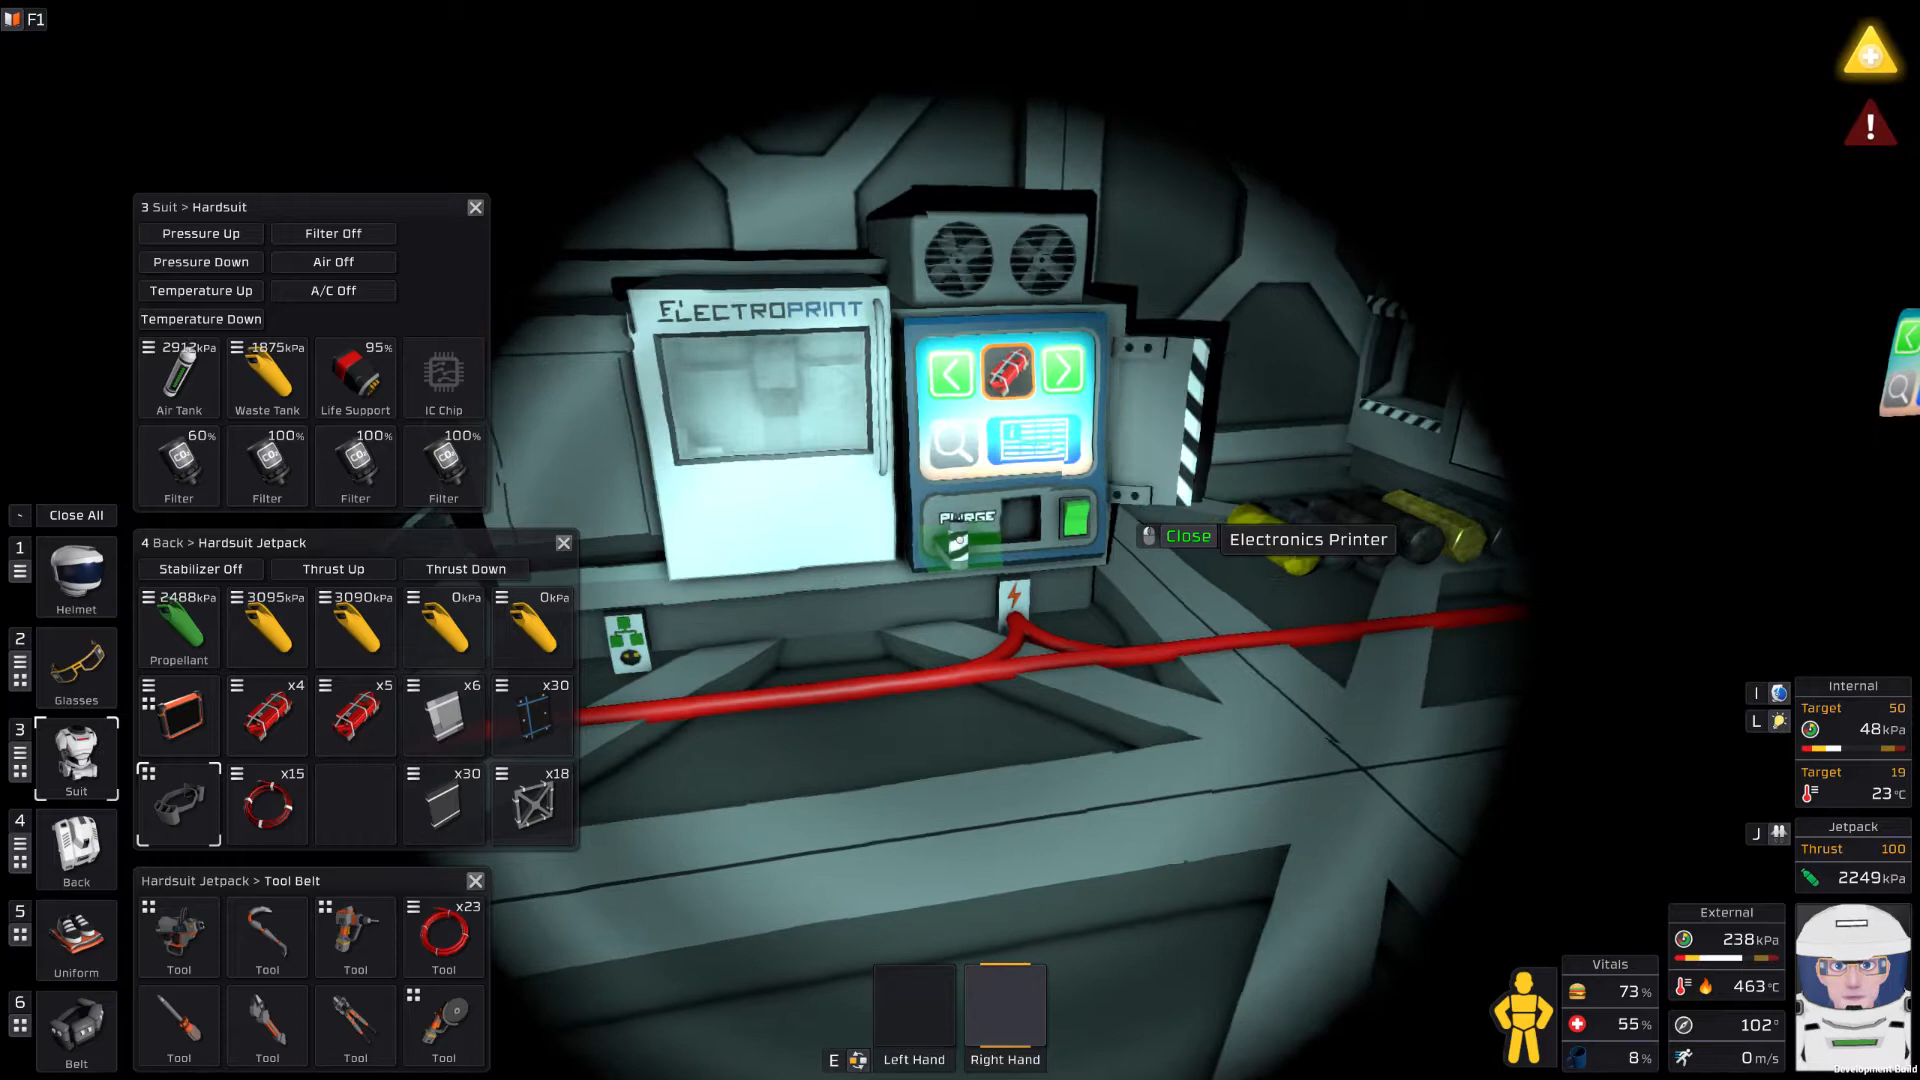 F1
3 Suit > Hardsuit
Pressure Up
Filter Off
Pressure Down
Air Off
Temperature Up
A/C Off
Temperature Down
2912kPa
1875kPa
95%
Air Tank
Waste Tank
Life Support
IC Chip
60%
100%
100%
100%
CO2
CO2
CO2
CO2
Filter
Filter
Filter
Filter
~
Close All
4 Back > Hardsuit Jetpack
Stabilizer Off
Thrust Up
Thrust Down
2488kPa
3095kPa
3090kPa
0kPa
0kPa
Propellant
x4
x5
x6
x30
x15
x30
x18
Hardsuit Jetpack > Tool Belt
x23
Tool
Tool
Tool
Tool
Tool
Tool
Tool
Tool
1
Helmet
2
Glasses
3
Suit
4
Back
5
Uniform
6
Belt
ELECTROPRINT
PURGE
Close
Electronics Printer
E
Left Hand
Right Hand
I
L
Internal
Target 50
48kPa
Target 19
23°C
J
Jetpack
Thrust 100
2249kPa
External
238kPa
463°C
102°
0m/s
Vitals
73%
55%
8%
Development Build